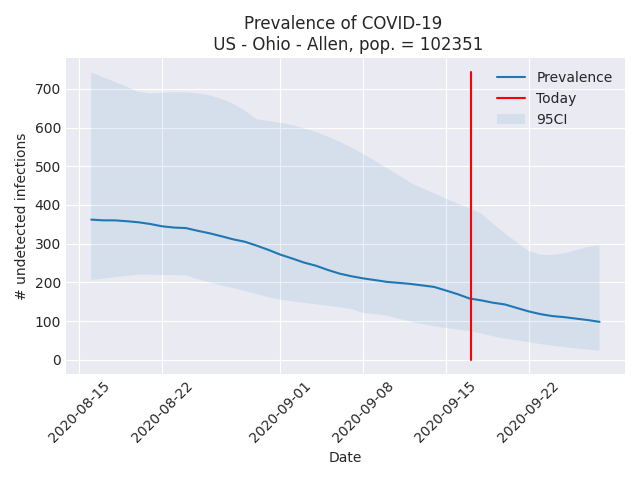 Prevalence of COVID-19
US - Ohio - Allen, pop. = 102351
Prevalence
Today
95CI
# undetected infections
700
600
500
400
300
200
100
0
2020-08-15
2020-08-22
2020-09-01
2020-09-08
2020-09-15
2020-09-22
Date